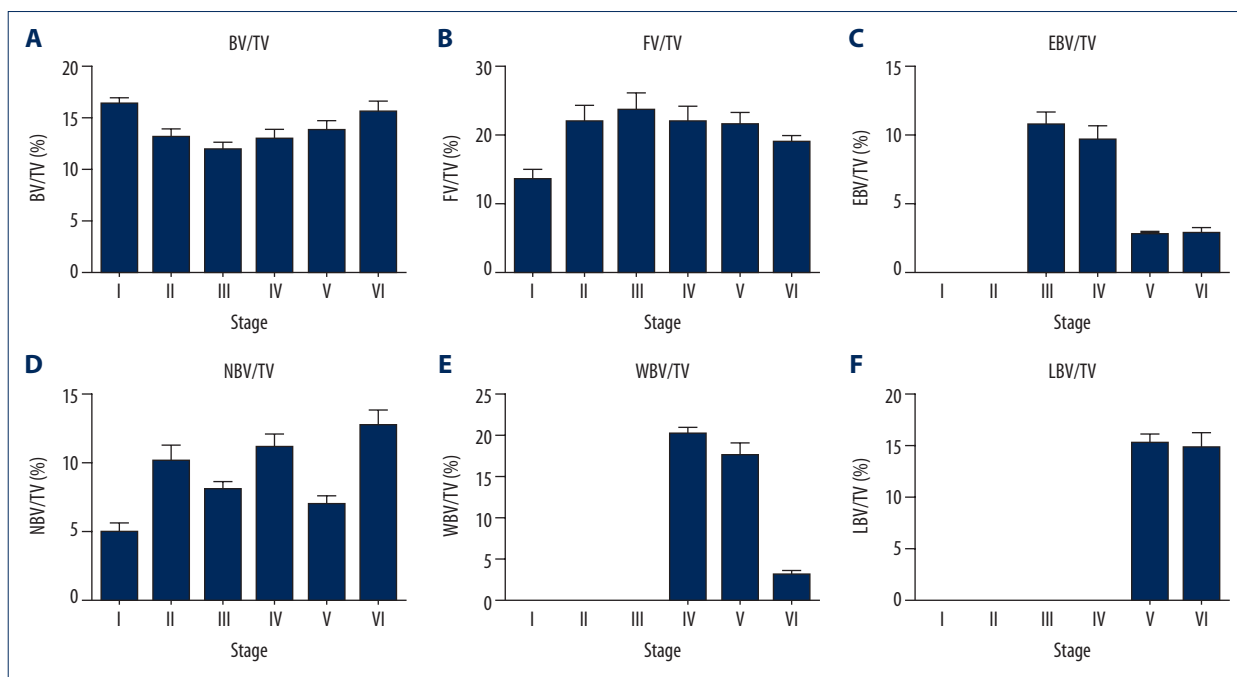 A
BV/TV
BV/TV (%)
20
15
10
5
0
I II III IV V VI
Stage
B
FV/TV
FV/TV (%)
30
20
10
0
I II III IV V VI
Stage
C
EBV/TV
EBV/TV (%)
15
10
5
0
I II III IV V VI
Stage
D
NBV/TV
NBV/TV (%)
15
10
5
0
I II III IV V VI
Stage
E
WBV/TV
WBV/TV (%)
25
20
15
10
5
0
I II III IV V VI
Stage
F
LBV/TV
LBV/TV (%)
20
15
10
5
0
I II III IV V VI
Stage